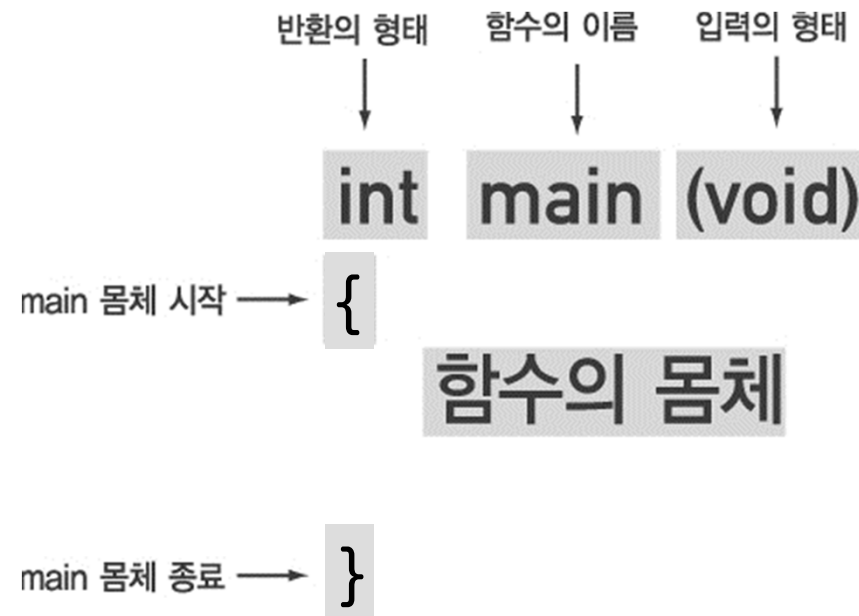 반환의 형태 함수의 이름 입력의 형태
int main (void)
main 몸체 시작 {
함수의 몸체
main 몸체 종료 }